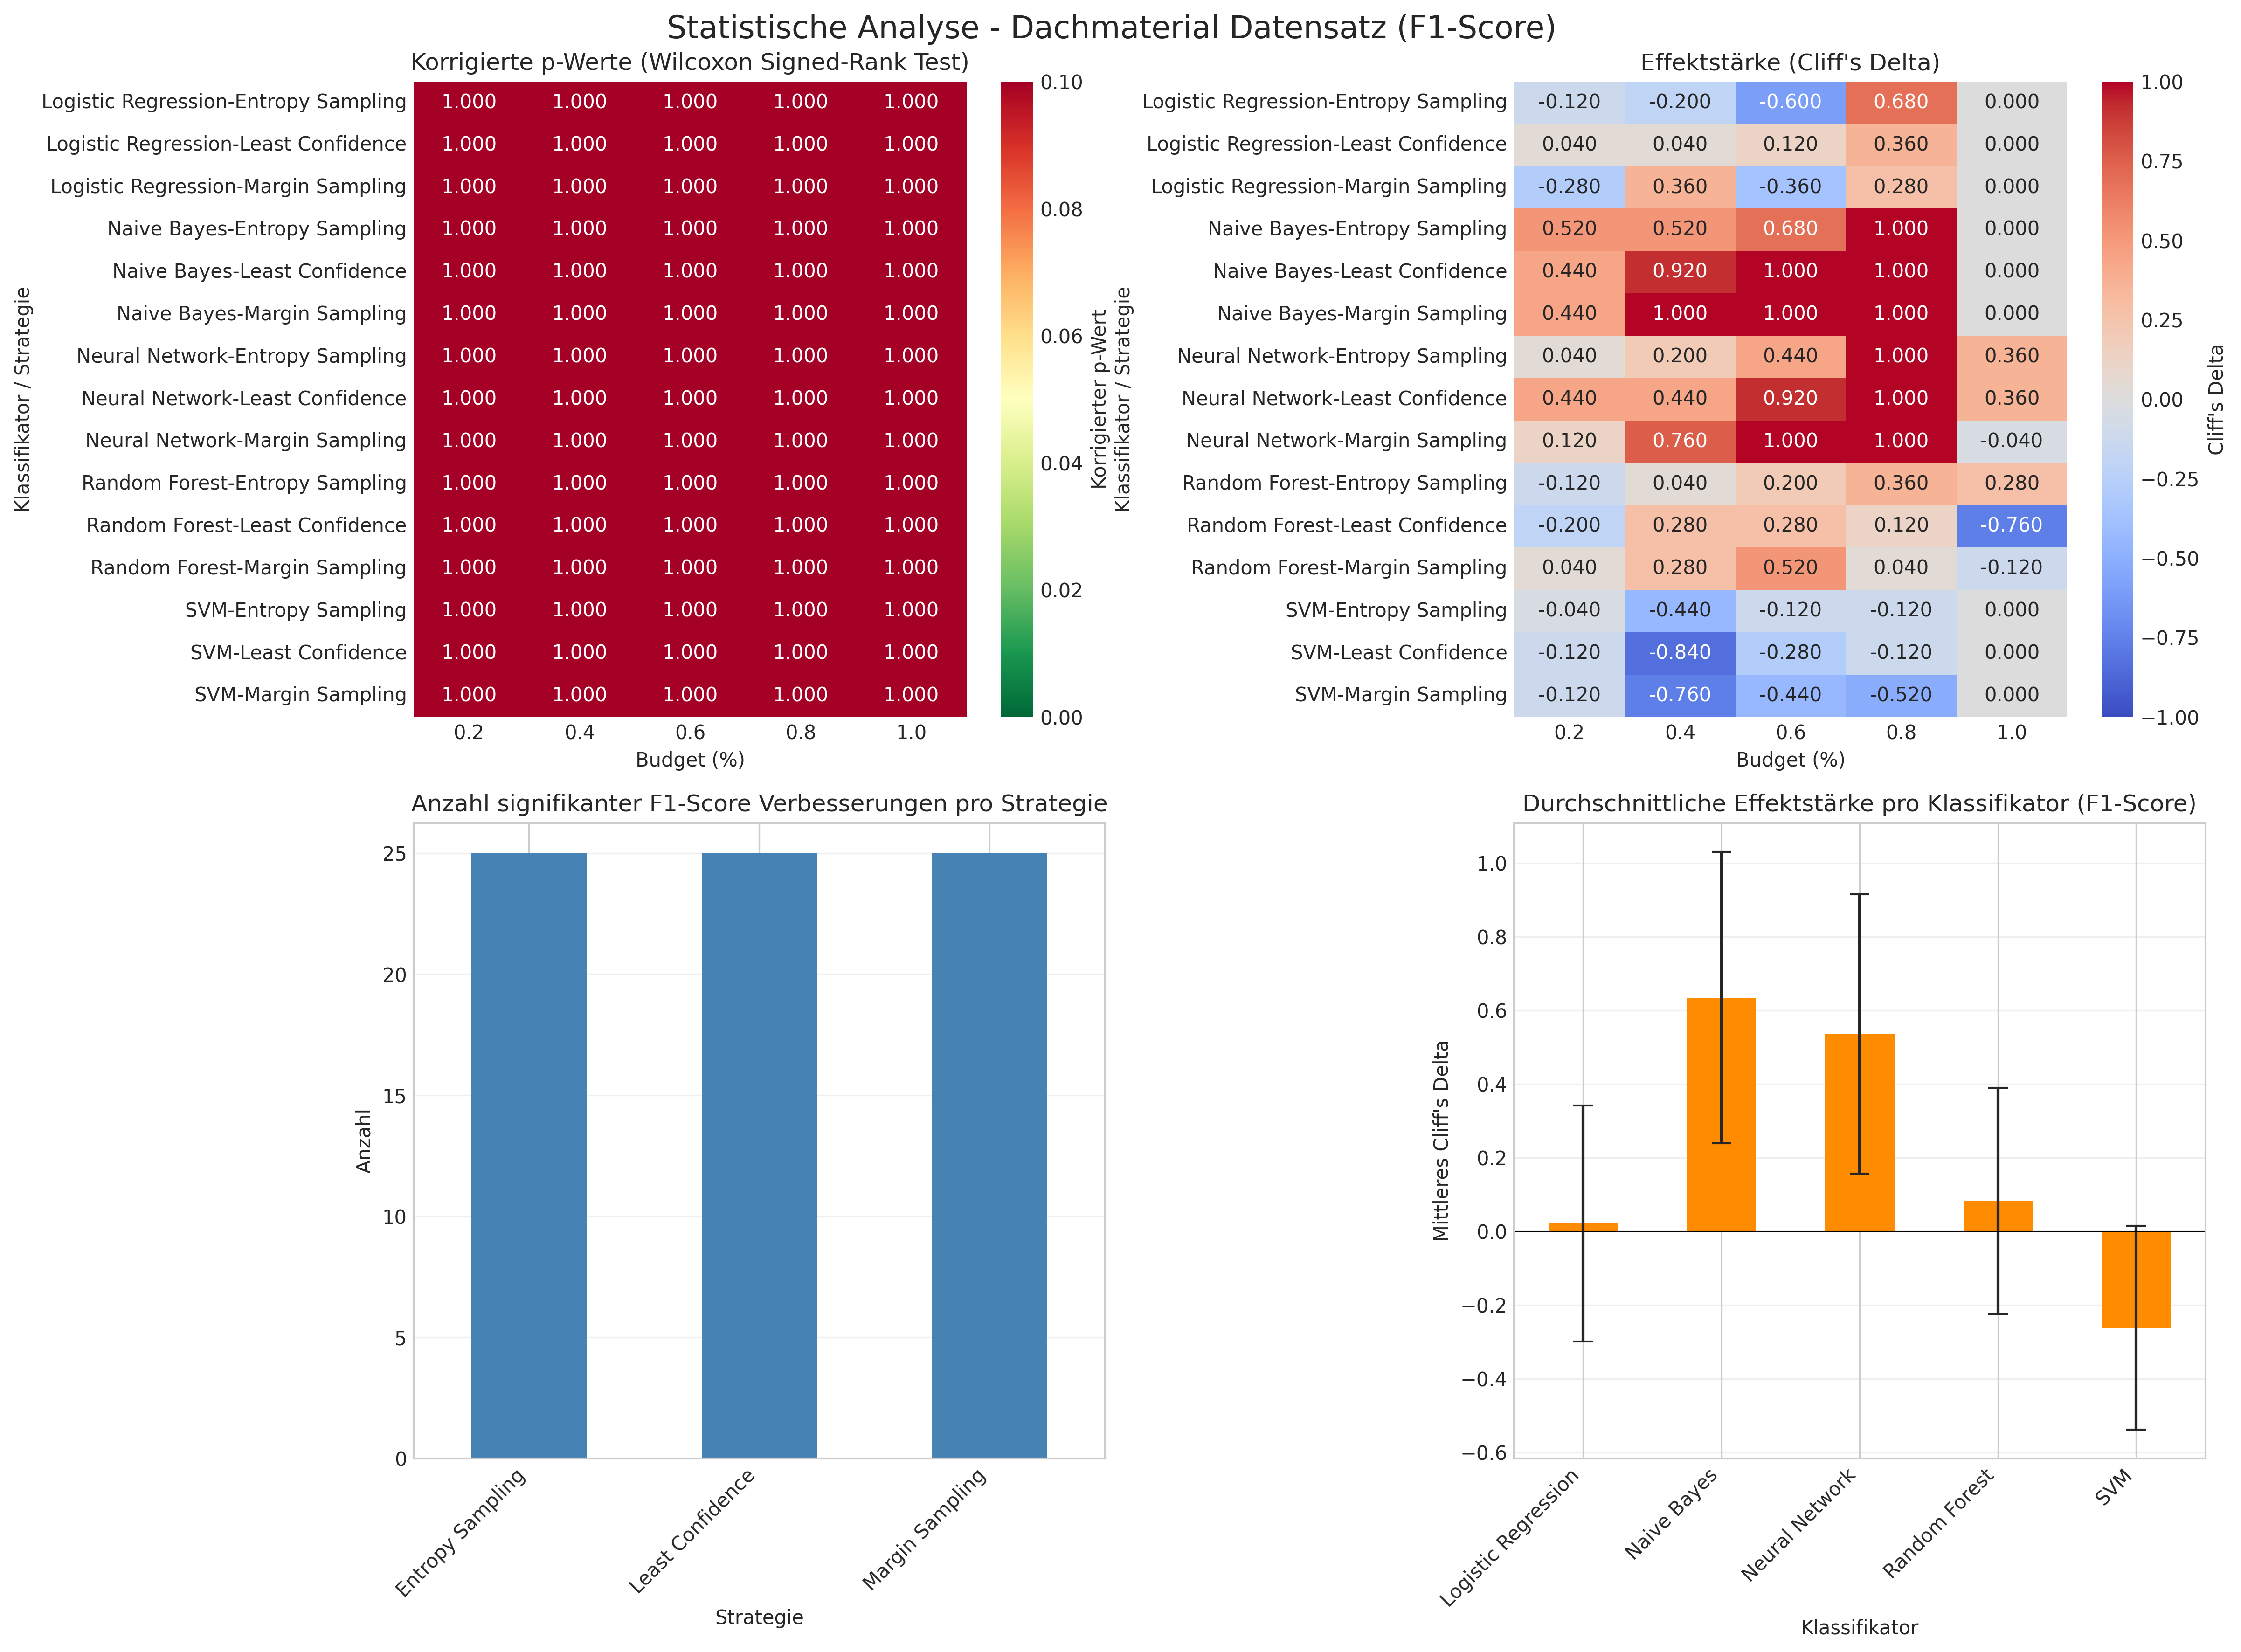 Statistische Analyse - Dachmaterial Datensatz (F1-Score)
Korrigierte p-Werte (Wilcoxon Signed-Rank Test)
Klassifikator / Strategie
Logistic Regression-Entropy Sampling 1.000 1.000 1.000 1.000 1.000
Logistic Regression-Least Confidence 1.000 1.000 1.000 1.000 1.000
Logistic Regression-Margin Sampling 1.000 1.000 1.000 1.000 1.000
Naive Bayes-Entropy Sampling 1.000 1.000 1.000 1.000 1.000
Naive Bayes-Least Confidence 1.000 1.000 1.000 1.000 1.000
Naive Bayes-Margin Sampling 1.000 1.000 1.000 1.000 1.000
Neural Network-Entropy Sampling 1.000 1.000 1.000 1.000 1.000
Neural Network-Least Confidence 1.000 1.000 1.000 1.000 1.000
Neural Network-Margin Sampling 1.000 1.000 1.000 1.000 1.000
Random Forest-Entropy Sampling 1.000 1.000 1.000 1.000 1.000
Random Forest-Least Confidence 1.000 1.000 1.000 1.000 1.000
Random Forest-Margin Sampling 1.000 1.000 1.000 1.000 1.000
SVM-Entropy Sampling 1.000 1.000 1.000 1.000 1.000
SVM-Least Confidence 1.000 1.000 1.000 1.000 1.000
SVM-Margin Sampling 1.000 1.000 1.000 1.000 1.000
0.2 0.4 0.6 0.8 1.0
Budget (%)
0.10
0.08
0.06
0.04
0.02
0.00
Korrigierter p-Wert
Effektstärke (Cliff's Delta)
Klassifikator / Strategie
Logistic Regression-Entropy Sampling -0.120 -0.200 -0.600 0.680 0.000
Logistic Regression-Least Confidence 0.040 0.040 0.120 0.360 0.000
Logistic Regression-Margin Sampling -0.280 0.360 -0.360 0.280 0.000
Naive Bayes-Entropy Sampling 0.520 0.520 0.680 1.000 0.000
Naive Bayes-Least Confidence 0.440 0.920 1.000 1.000 0.000
Naive Bayes-Margin Sampling 0.440 1.000 1.000 1.000 0.000
Neural Network-Entropy Sampling 0.040 0.200 0.440 1.000 0.360
Neural Network-Least Confidence 0.440 0.440 0.920 1.000 0.360
Neural Network-Margin Sampling 0.120 0.760 1.000 1.000 -0.040
Random Forest-Entropy Sampling -0.120 0.040 0.200 0.360 0.280
Random Forest-Least Confidence -0.200 0.280 0.280 0.120 -0.760
Random Forest-Margin Sampling 0.040 0.280 0.520 0.040 -0.120
SVM-Entropy Sampling -0.040 -0.440 -0.120 -0.120 0.000
SVM-Least Confidence -0.120 -0.840 -0.280 -0.120 0.000
SVM-Margin Sampling -0.120 -0.760 -0.440 -0.520 0.000
0.2 0.4 0.6 0.8 1.0
Budget (%)
1.00
0.75
0.50
0.25
0.00
−0.25
−0.50
−0.75
−1.00
Cliff's Delta
Anzahl signifikanter F1-Score Verbesserungen pro Strategie
Anzahl
25
20
15
10
5
0
Entropy Sampling
Least Confidence
Margin Sampling
Strategie
Durchschnittliche Effektstärke pro Klassifikator (F1-Score)
Mittleres Cliff's Delta
1.0
0.8
0.6
0.4
0.2
0.0
−0.2
−0.4
−0.6
Logistic Regression
Naive Bayes
Neural Network
Random Forest
SVM
Klassifikator